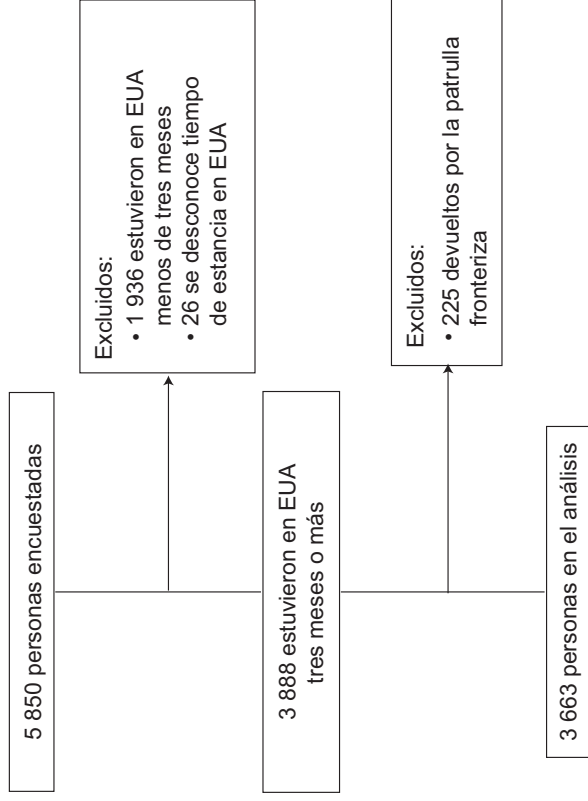 5 850 personas encuestadas
Excluidos:
• 1 936 estuvieron en EUA
menos de tres meses
• 26 se desconoce tiempo
de estancia en EUA
3 888 estuvieron en EUA
tres meses o más
Excluidos:
• 225 devueltos por la patrulla
fronteriza
3 663 personas en el análisis